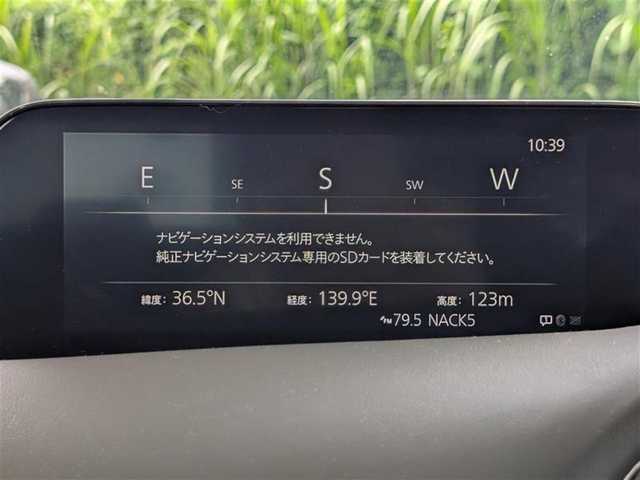 10:39
E SE S SW W
ナビゲーションシステムを利用できません。
純正ナビゲーションシステム専用のSDカードを装着してください。
緯度: 36.5°N 経度: 139.9°E 高度: 123m
FM 79.5 NACK5